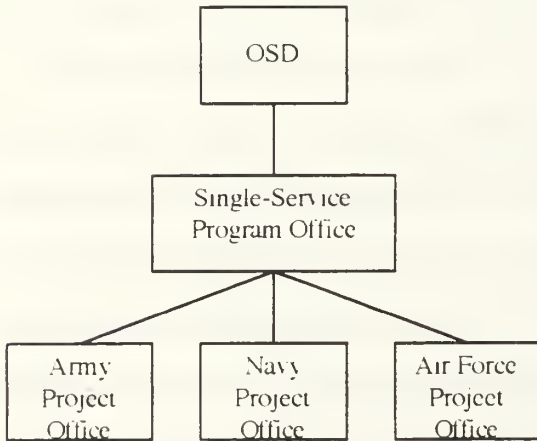 OSD
Single-Service
Program Office
Army
Project
Office
Navy
Project
Office
Air Force
Project
Office